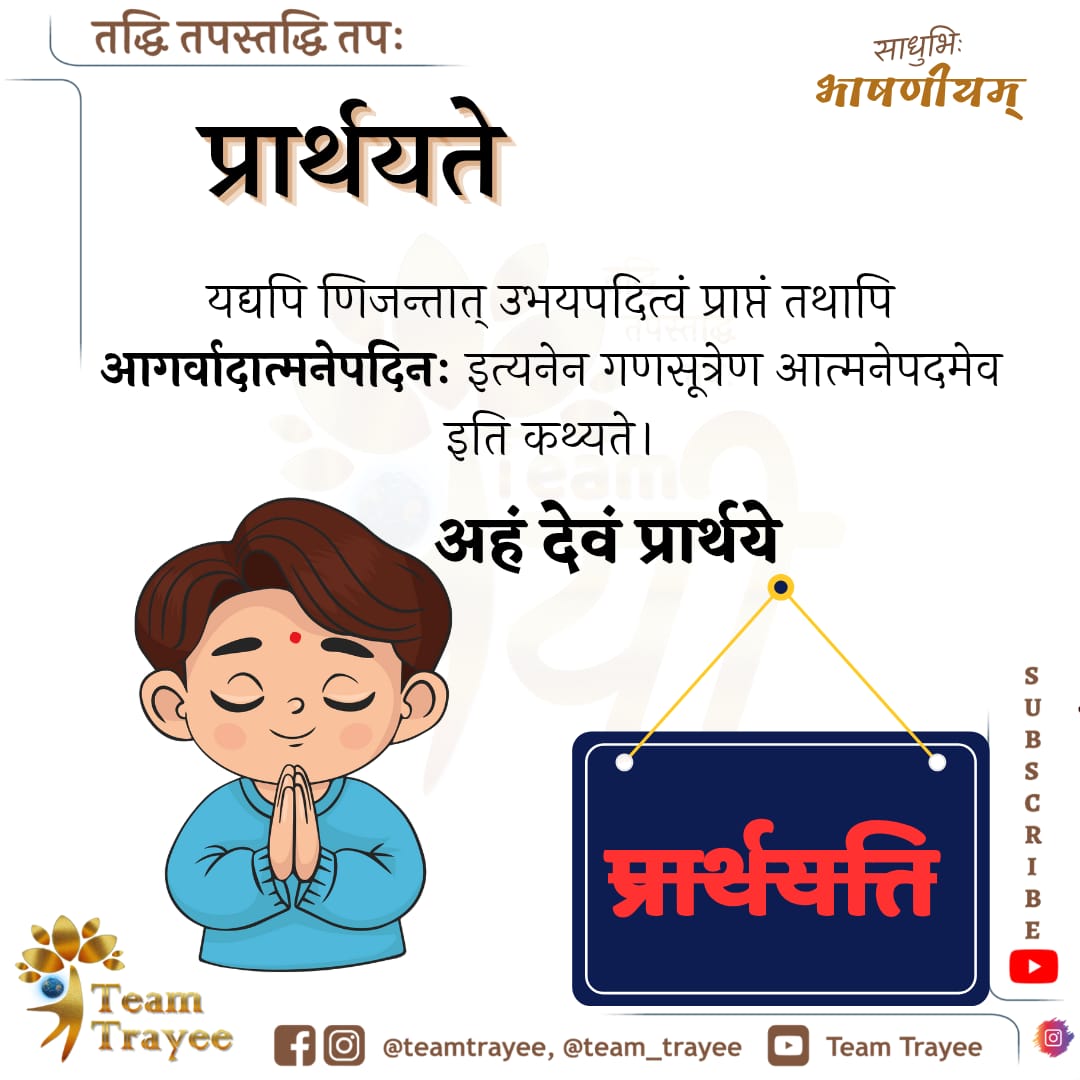 तद्धि तपस्तद्धि तपः
साधुभिः
भाषणीयम्
प्रार्थयते
यद्यपि णिजन्तात् उभयपदित्वं प्राप्तं तथापि
आगर्वादात्मनेपदिनः इत्यनेन गणसूत्रेण आत्मनेपदमेव
इति कथ्यते।
अहं देवं प्रार्थये
प्रार्थयति
SUBSCRIBE
Team
Trayee
@teamtrayee, @team_trayee
Team Trayee